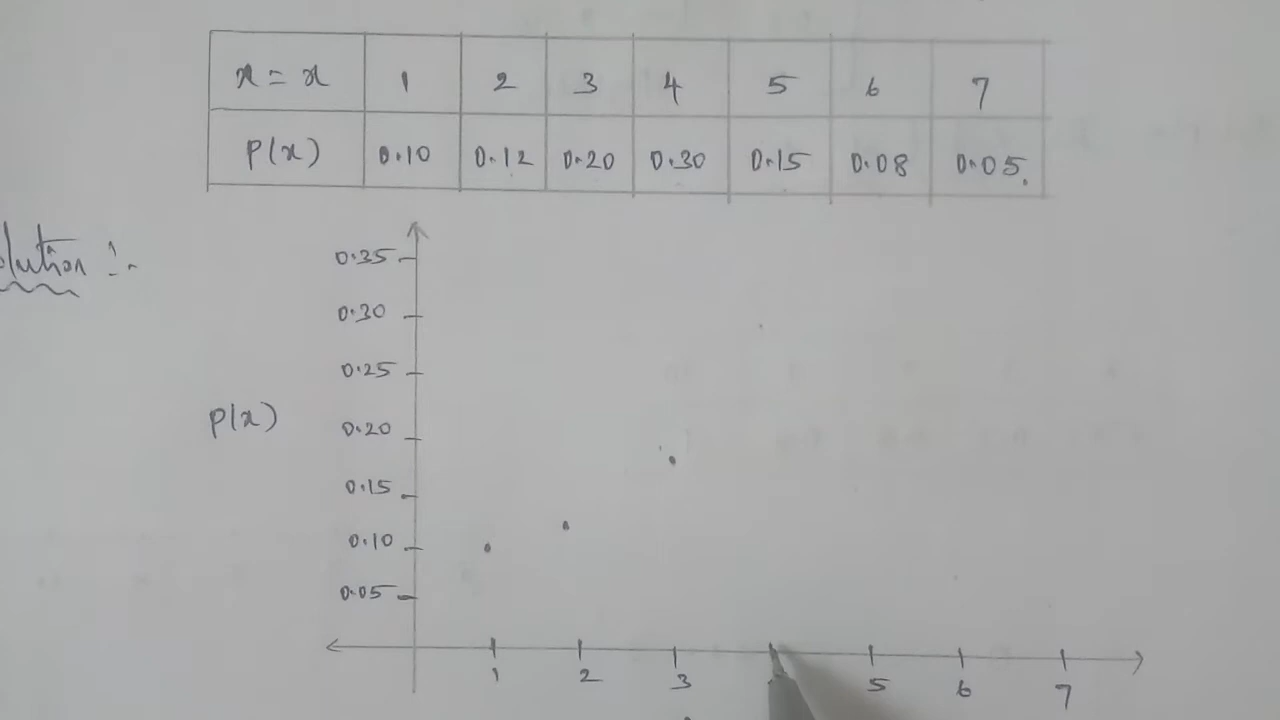 x = x 1 2 3 4 5 6 7
P(x) 0.10 0.12 0.20 0.30 0.15 0.08 0.05.
lution :-
0.35
0.30
0.25
P(x)
0.20
0.15
0.10
0.05
1 2 3 5 6 7